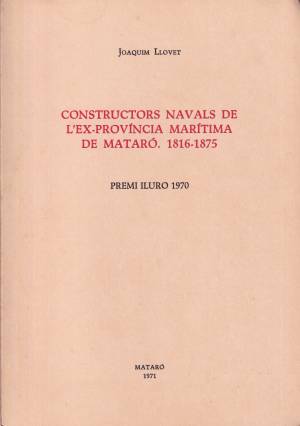 Joaquim Llovet
CONSTRUCTORS NAVALS DE
L'EX-PROVÍNCIA MARÍTIMA
DE MATARÓ. 1816-1875
PREMI ILURO 1970
MATARÓ
1971